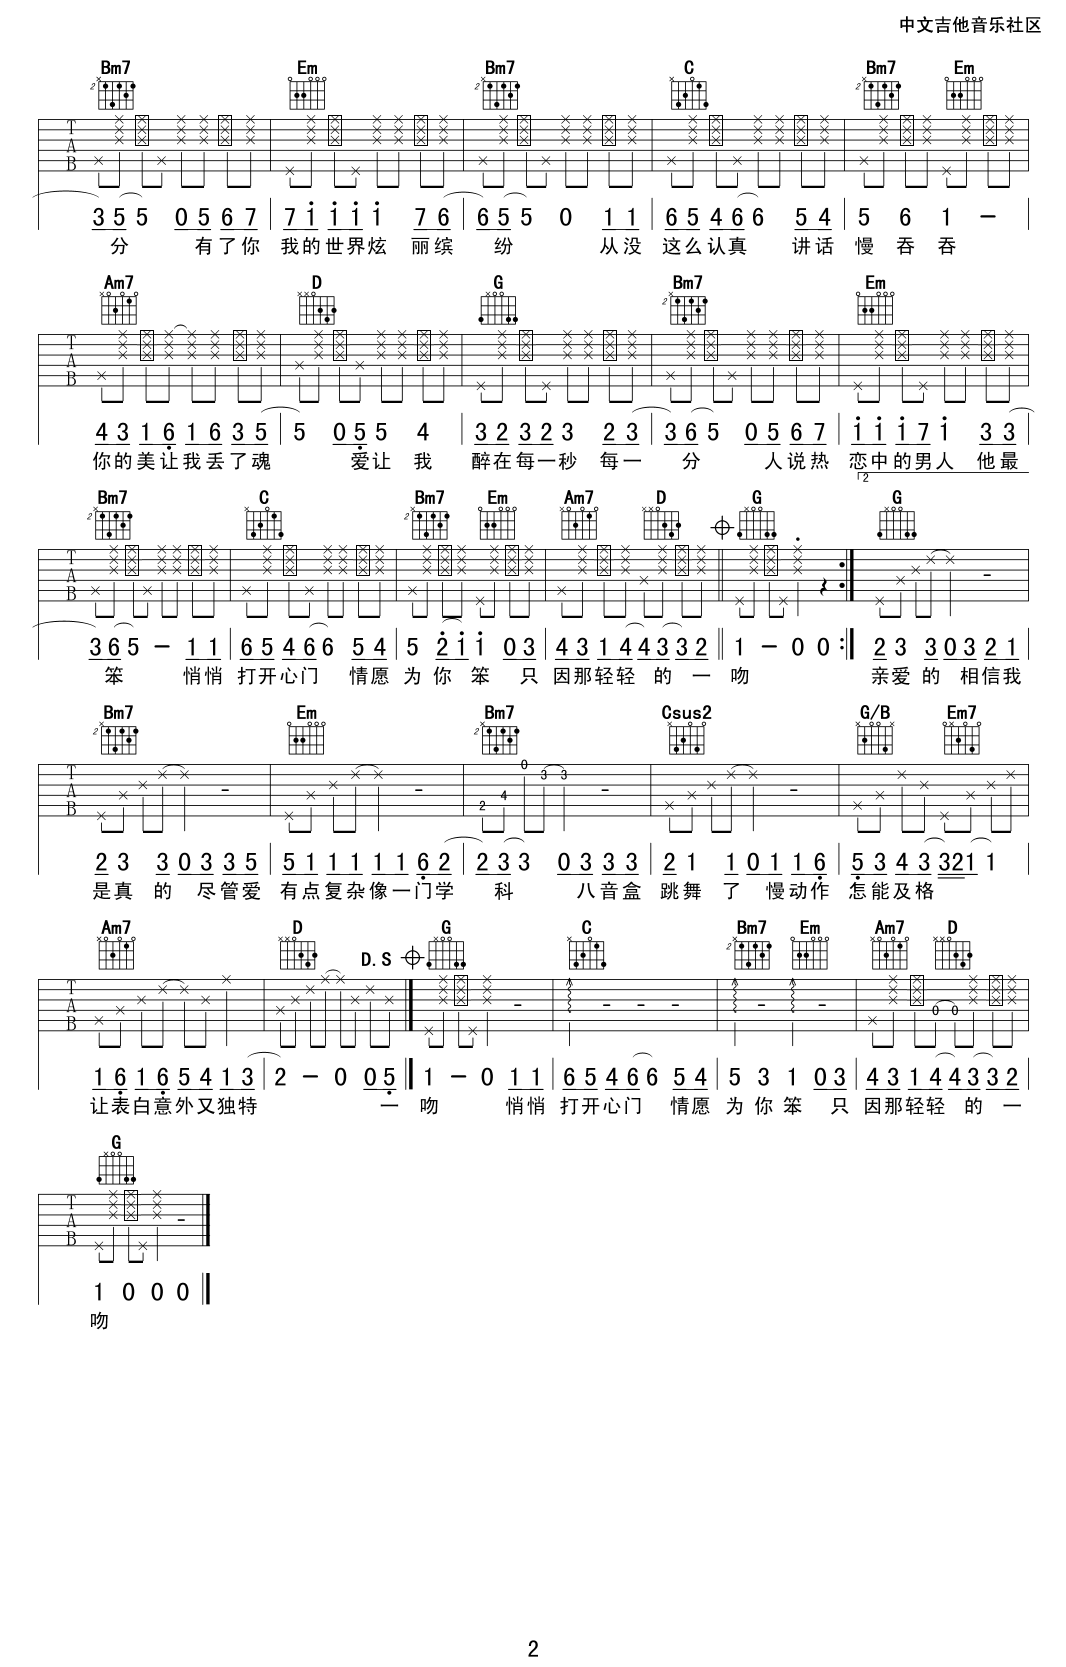 中文吉他音乐社区
Bm7 Em Bm7 C Bm7 Em
3 5 5 0 5 6 7 7 1 1 1 1 7 6 6 5 5 0 1 1 6 5 4 6 6 5 4 5 6 1 -
分 有了你 我的世界炫 丽缤 纷 从没 这么认真 讲话 慢 吞 吞
Am7 D G Bm7 Em
4 3 1 6 1 6 3 5 5 0 5 5 4 3 2 3 2 3 2 3 3 6 5 0 5 6 7 1 1 1 7 1 3 3
你的美让我丢了魂 爱让 我 醉在每一秒 每一 分 人说热 恋中的男人 他最
2
Bm7 C Bm7 Em Am7 D G G
3 6 5 - 1 1 6 5 4 6 6 5 4 5 2 1 1 0 3 4 3 1 4 4 3 3 2 1 - 0 0 2 3 3 0 3 2 1
笨 悄悄 打开心门 情愿 为 你 笨 只 因那轻轻 的 一 吻 亲爱 的 相信我
Bm7 Em Bm7 Csus2 G/B Em7
0 3 3 4 2
2 3 3 0 3 3 5 5 1 1 1 1 1 6 2 2 3 3 0 3 3 3 2 1 1 0 1 1 6 5 3 4 3 3 2 1 1
是真 的 尽管爱 有点复杂像一门学 科 八音盒 跳舞 了 慢动作 怎能及格
Am7 D D.S G C Bm7 Em Am7 D
0 0
1 6 1 6 5 4 1 3 2 - 0 0 5 1 - 0 1 1 6 5 4 6 6 5 4 5 3 1 0 3 4 3 1 4 4 3 3 2
让表白意外又独特 一 吻 悄悄 打开心门 情愿 为 你 笨 只 因那轻轻 的 一
G
1 0 0 0
吻
2